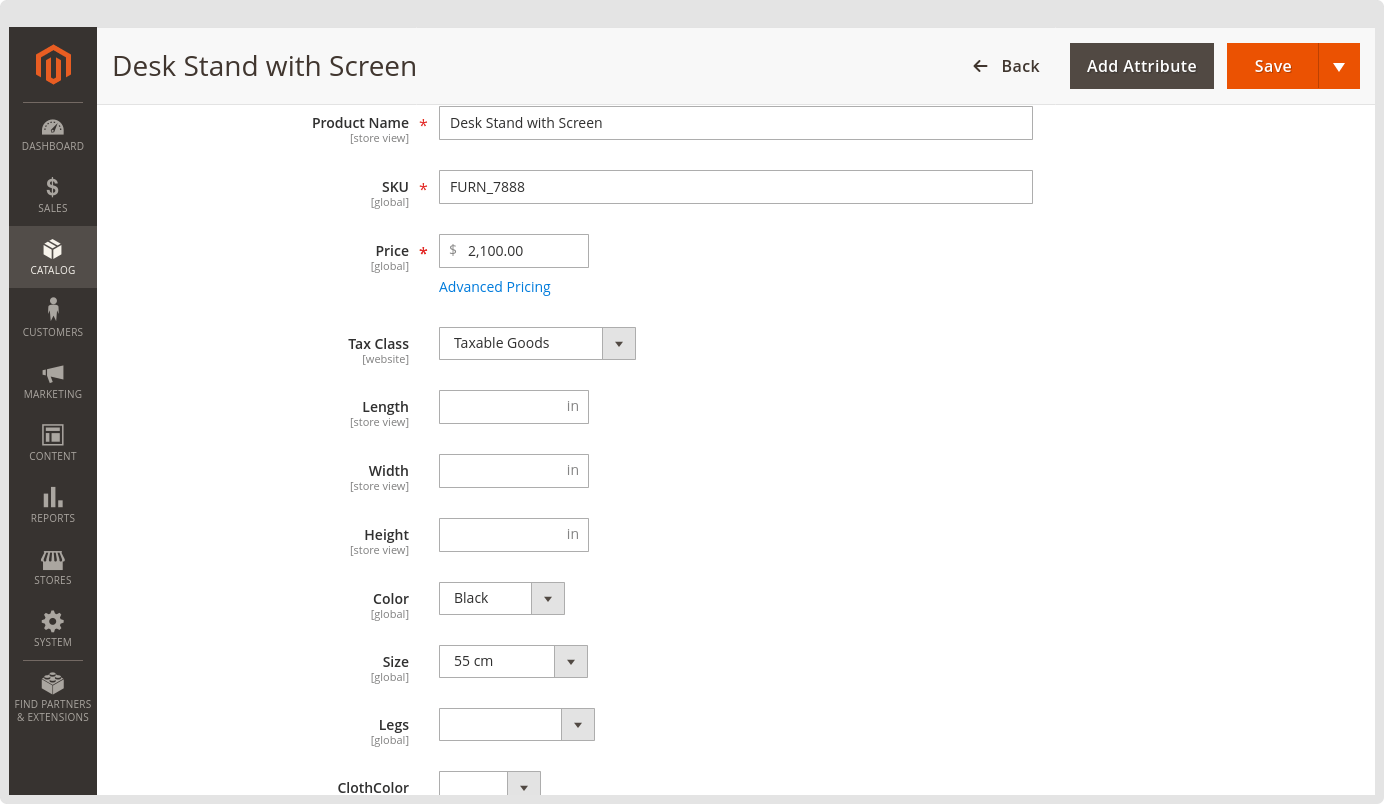 Desk Stand with Screen
Back
Add Attribute
Save
DASHBOARD
SALES
CATALOG
CUSTOMERS
MARKETING
CONTENT
REPORTS
STORES
SYSTEM
FIND PARTNERS
& EXTENSIONS
Product Name *
[store view]
Desk Stand with Screen
SKU *
[global]
FURN_7888
Price *
[global]
$ 2,100.00
Advanced Pricing
Tax Class
[website]
Taxable Goods
Length
[store view]
in
Width
[store view]
in
Height
[store view]
in
Color
[global]
Black
Size
[global]
55 cm
Legs
[global]
ClothColor